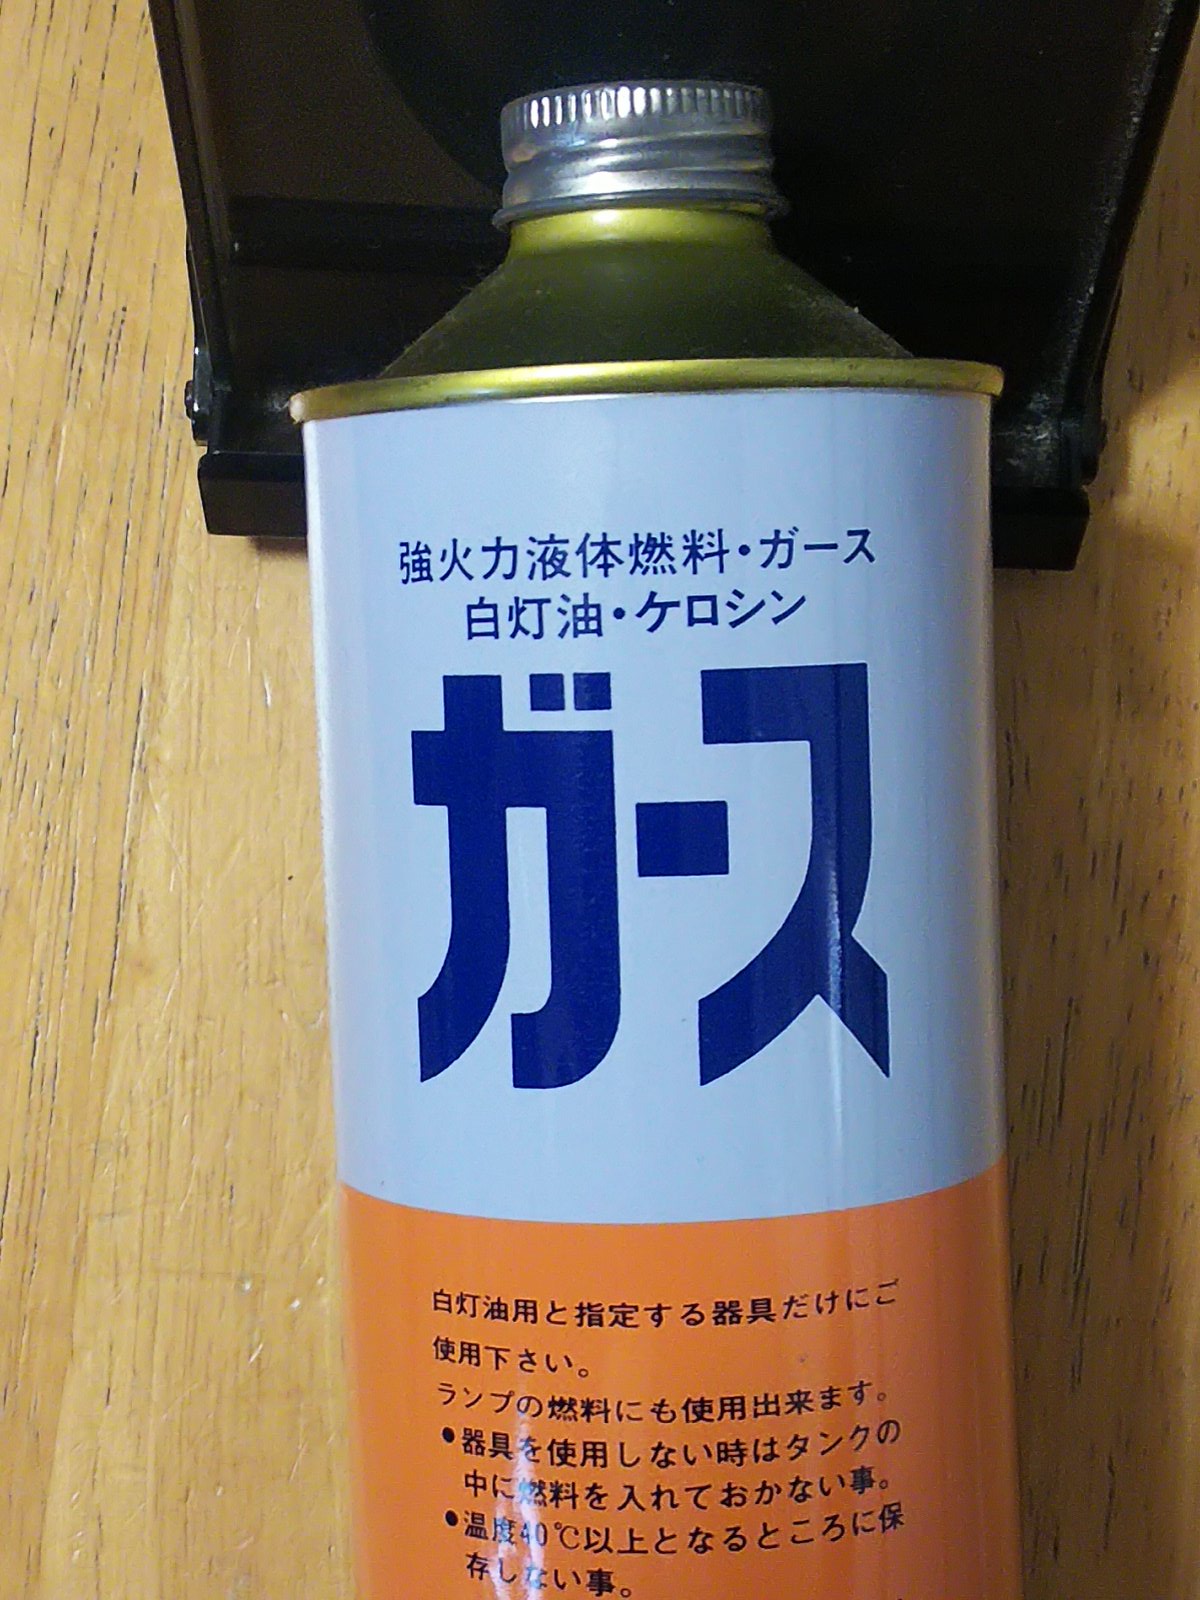 強火力液体燃料・ガース
白灯油・ケロシン
ガース
白灯油用と指定する器具だけにご
使用下さい。
ランプの燃料にも使用出来ます。
●器具を使用しない時はタンクの
中に燃料を入れておかない事。
●温度40℃以上となるところに保
存しない事。